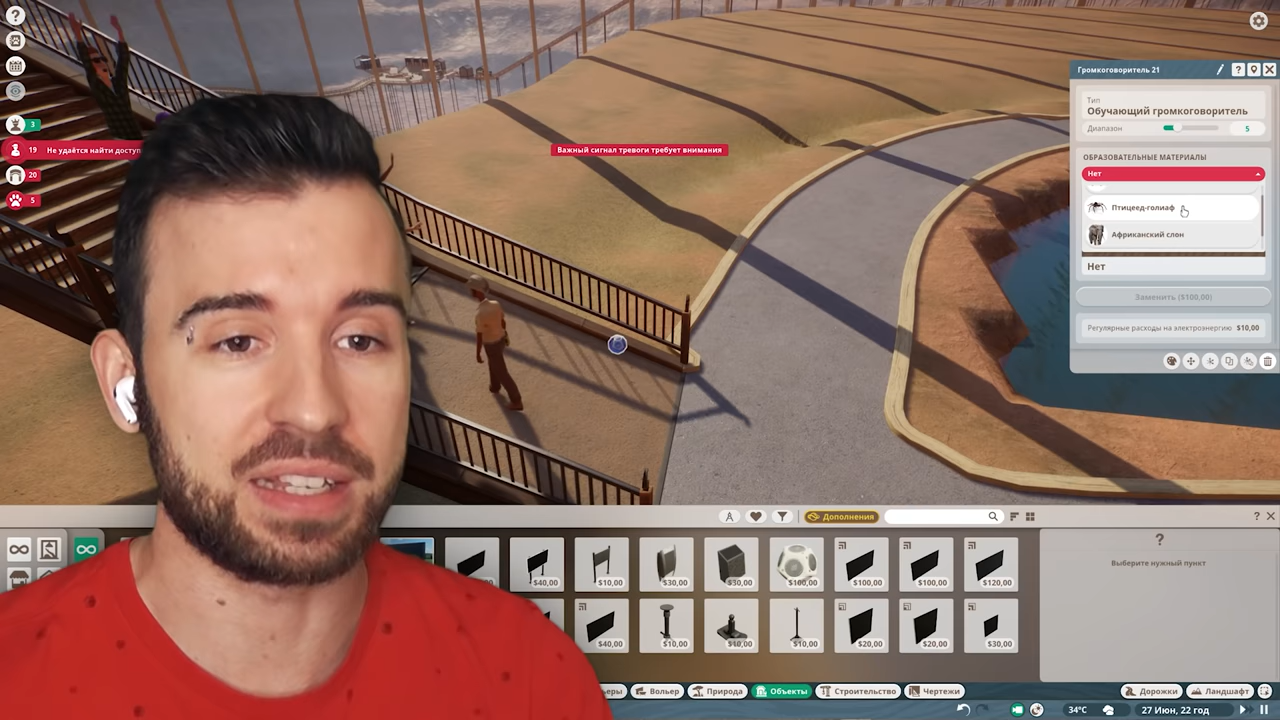 3
19 Не удаётся найти доступ
20
5
Важный сигнал тревоги требует внимания
Громкоговоритель 21
?
Тип
Обучающий громкоговоритель
Диапазон 5
ОБРАЗОВАТЕЛЬНЫЕ МАТЕРИАЛЫ
Нет
Птицеед-голиаф
Африканский слон
Нет
Заменить ($100,00)
Регулярные расходы на электроэнергию $10,00
Дополнения
?
$40,00 $10,00 $30,00 $30,00 $100,00 $100,00 $100,00 $120,00
$40,00 $10,00 $10,00 $10,00 $20,00 $20,00 $30,00
?
Выберите нужный пункт
Вольер Природа Объекты Строительство Чертежи Дорожки Ландшафт
34°C 27 Июн, 22 год